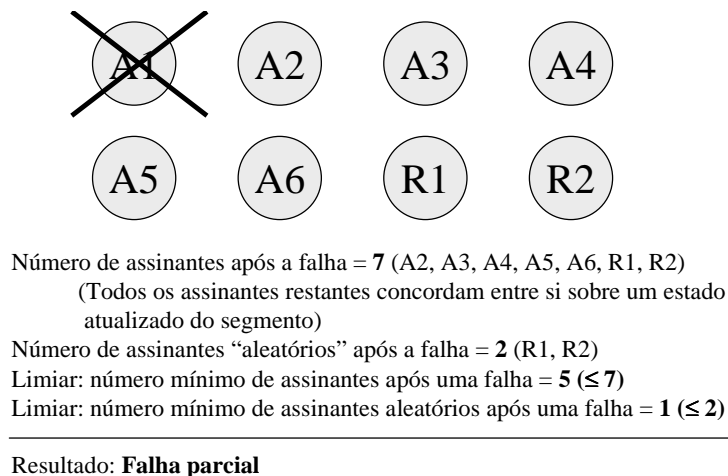 A1 A2 A3 A4
A5 A6 R1 R2
Número de assinantes após a falha = 7 (A2, A3, A4, A5, A6, R1, R2)
(Todos os assinantes restantes concordam entre si sobre um estado
atualizado do segmento)
Número de assinantes “aleatórios” após a falha = 2 (R1, R2)
Limiar: número mínimo de assinantes após uma falha = 5 (≤ 7)
Limiar: número mínimo de assinantes aleatórios após uma falha = 1 (≤ 2)
Resultado: Falha parcial